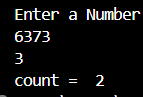 Enter a Number
6373
3
count =  2